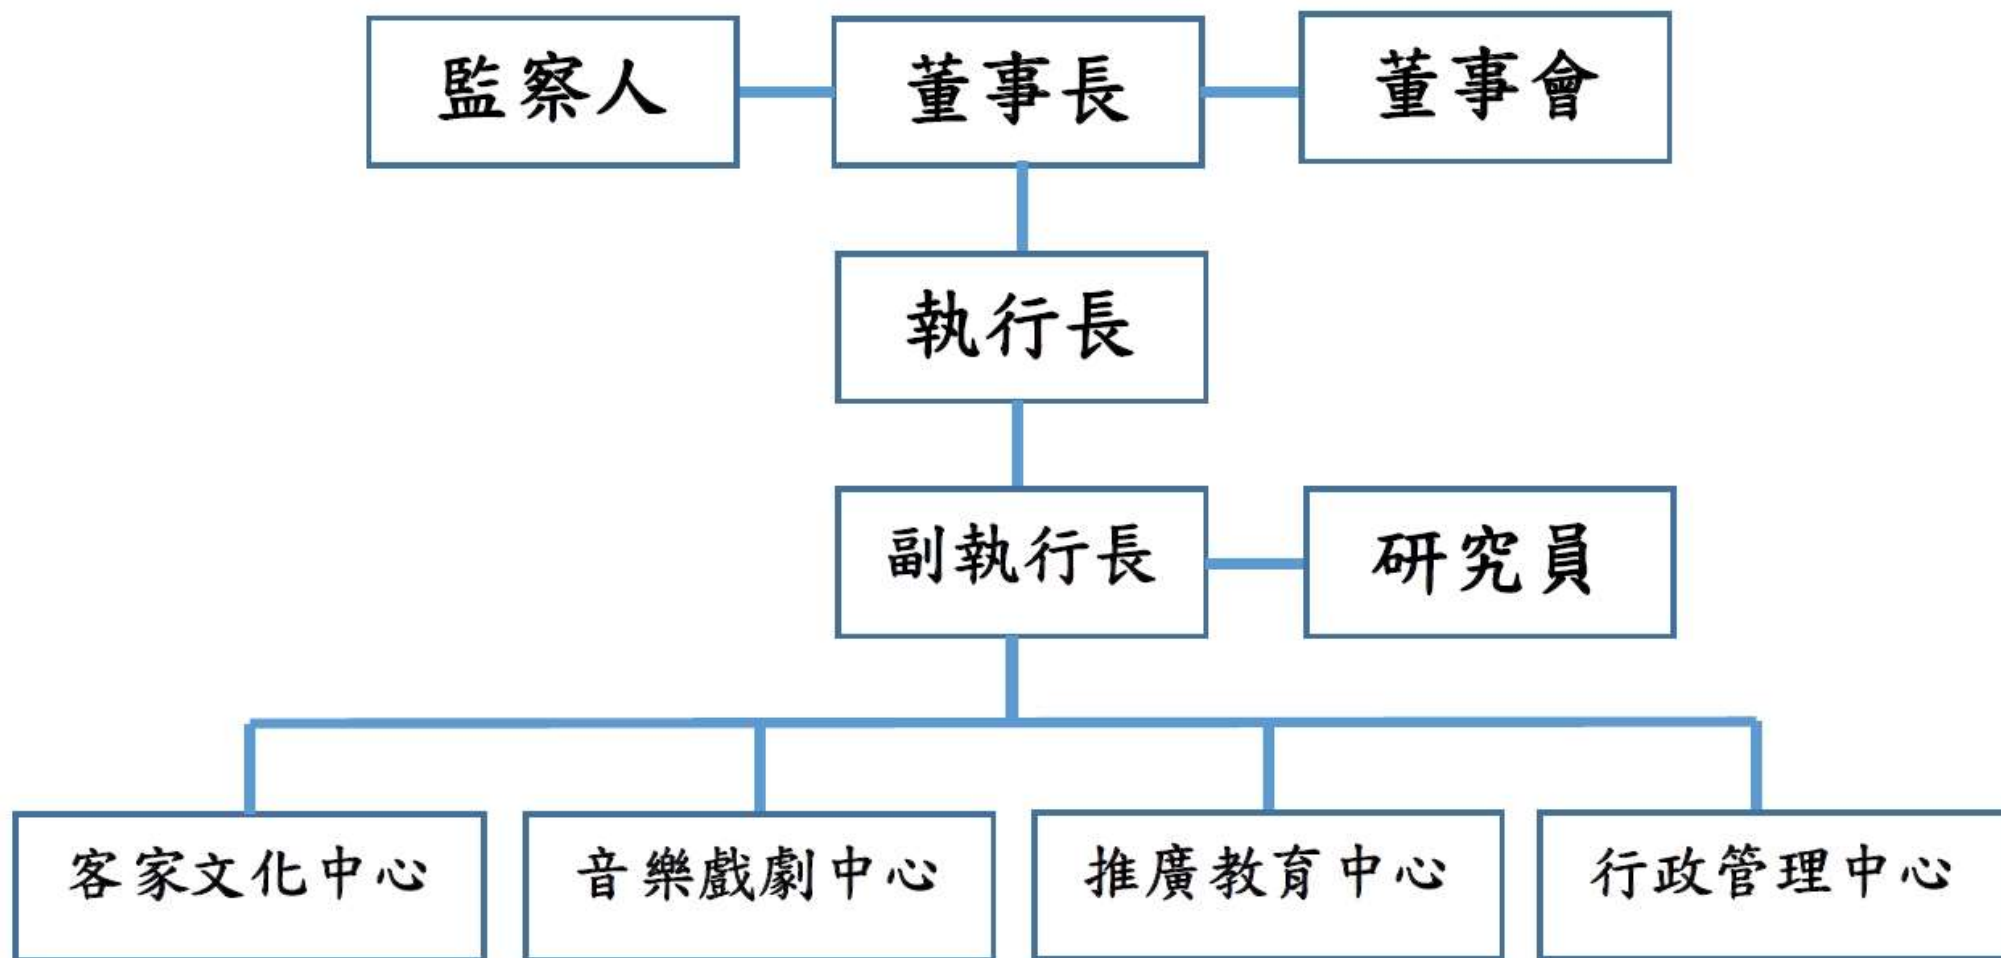 監察人
董事長
董事會
執行長
副執行長
研究員
客家文化中心
音樂戲劇中心
推廣教育中心
行政管理中心